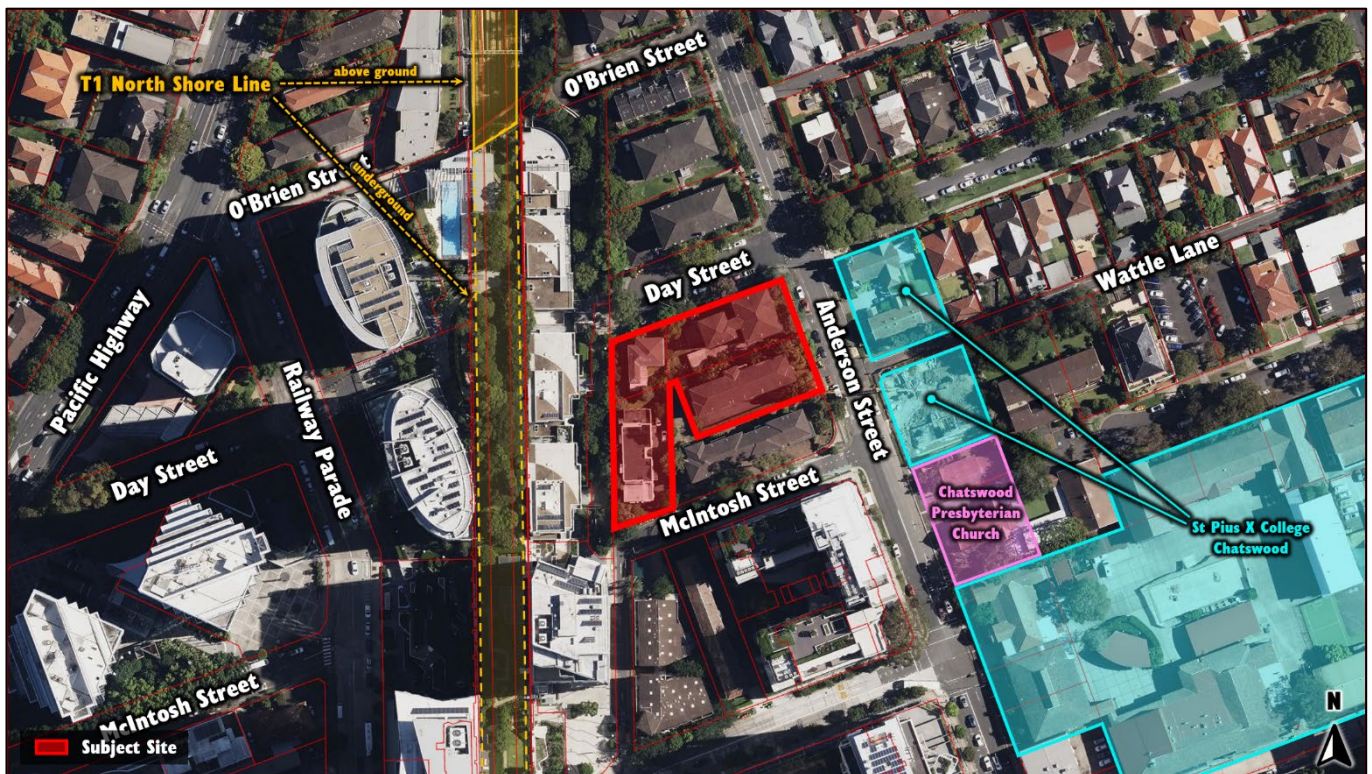 O'Brien Street
above ground
T1 North Shore Line
underground
O'Brien Str
Day Street
Wattle Lane
Pacific Highway
Anderson Street
Railway Parade
Day Street
McIntosh Street
Chatswood
Presbyterian
Church
St Pius X College
Chatswood
McIntosh Street
Subject Site
N